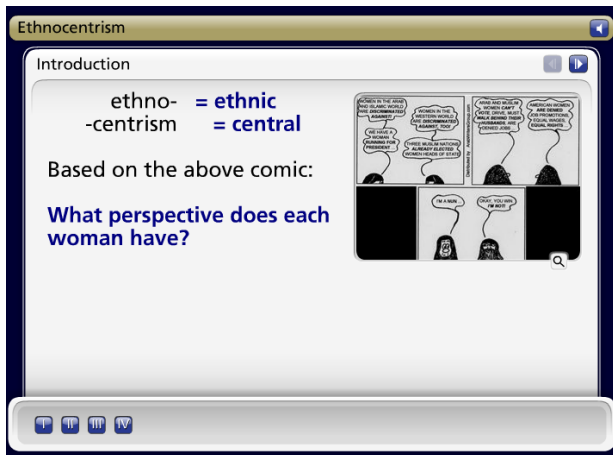 Ethnocentrism
Introduction
ethno- = ethnic
-centrism = central
Based on the above comic:
What perspective does each
woman have?
WOMEN IN THE ARAB
AND ISLAMIC WORLD
ARE DISCRIMINATED
AGAINST!
WOMEN IN THE
WESTERN WORLD
ARE DISCRIMINATED
AGAINST, TOO!
WE HAVE A
WOMAN
RUNNING FOR
PRESIDENT
THREE MUSLIM NATIONS
ALREADY ELECTED
WOMEN HEADS OF STATE
ARAB AND MUSLIM
WOMEN CAN'T
VOTE, DRIVE, MUST
WALK BEHIND THEIR
HUSBANDS, ARE
DENIED JOBS...
AMERICAN WOMEN
ARE DENIED
JOB PROMOTIONS,
EQUAL WAGES,
EQUAL RIGHTS...
I'M A NUN...
OKAY, YOU WIN
I'M NOT!
I
II
III
IV